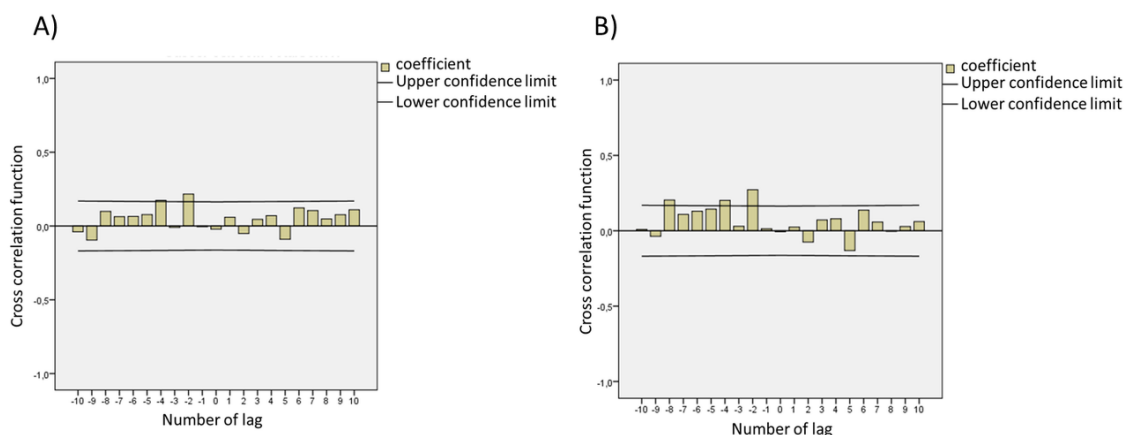 A)
coefficient
Upper confidence limit
Lower confidence limit
Cross correlation function
1,0
0,5
0,0
-0,5
-1,0
-10 -9 -8 -7 -6 -5 -4 -3 -2 -1 0 1 2 3 4 5 6 7 8 9 10
Number of lag
B)
coefficient
Upper confidence limit
Lower confidence limit
Cross correlation function
1,0
0,5
0,0
-0,5
-1,0
-10 -9 -8 -7 -6 -5 -4 -3 -2 -1 0 1 2 3 4 5 6 7 8 9 10
Number of lag